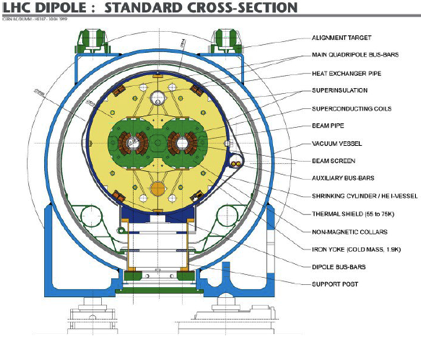 LHC DIPOLE : STANDARD CROSS-SECTION
ALIGNMENT TARGET
MAIN QUADRIPOLE BUS-BARS
HEAT EXCHANGER PIPE
SUPERINSULATION
SUPERCONDUCTING COILS
BEAM PIPE
VACUUM VESSEL
BEAM SCREEN
AUXILIARY BUS-BARS
SHRINKING CYLINDER / HE I-VESSEL
THERMAL SHIELD (55 to 75K)
NON-MAGNETIC COLLARS
IRON YOKE (COLD MASS, 1.9K)
DIPOLE BUS-BARS
SUPPORT POST